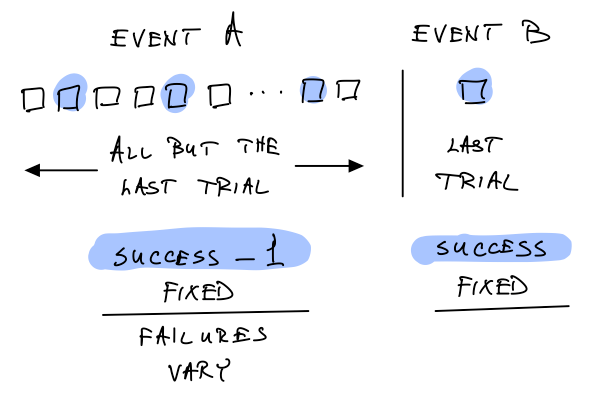 EVENT A
EVENT B
...
ALL BUT THE
LAST TRIAL
LAST
TRIAL
SUCCESS - 1
FIXED
FAILURES
VARY
SUCCESS
FIXED